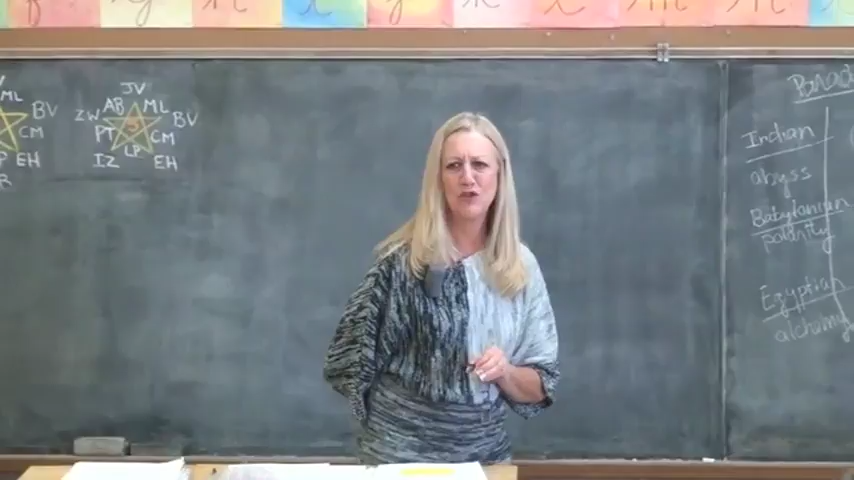 y
x
m
JV
ZW AB ML BV
PT 5 CM
LP
IZ EH
ML BV
CM
EH
R
Indian
abyss
Babylonian
polarity
Egyptian
alchemy